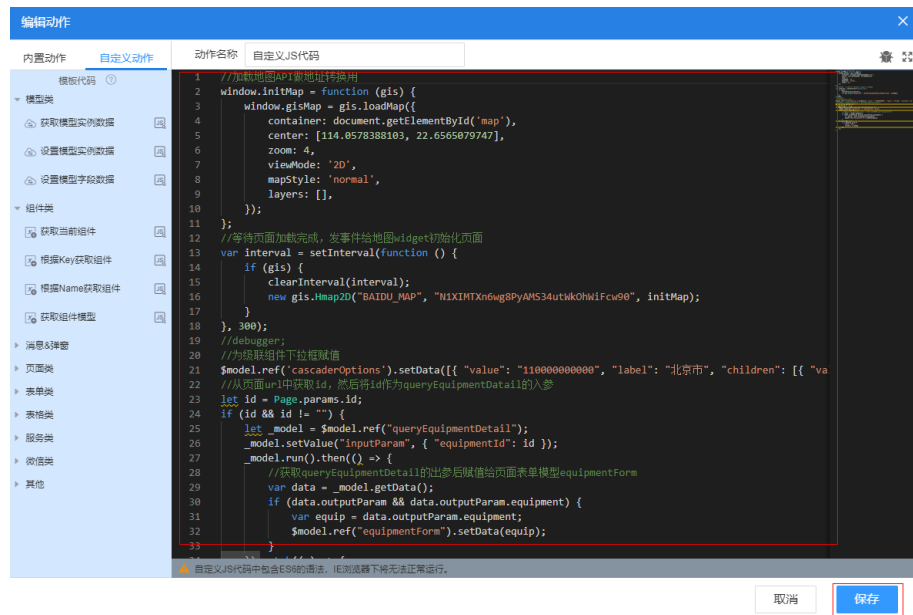 编辑动作
内置动作 自定义动作
动作名称 自定义JS代码
模板代码
模型类
获取模型实例数据
设置模型实例数据
设置模型字段数据
组件类
获取当前组件
根据Key获取组件
根据Name获取组件
获取组件模型
消息&弹窗
页面类
表单类
表格类
服务类
微信类
其他
1 //加载地图API做地址转换用
2 window.initMap = function (gis) {
3 window.gisMap = gis.loadMap({
4 container: document.getElementById('map'),
5 center: [114.0578388103, 22.6565079747],
6 zoom: 4,
7 viewMode: '2D',
8 mapStyle: 'normal',
9 layers: [],
10 });
11 };
12 //等待页面加载完成，发事件给地图widget初始化页面
13 var interval = setInterval(function () {
14 if (gis) {
15 clearInterval(interval);
16 new gis.Hmap2D("BAIDU_MAP", "N1XIMTXn6wg8PyAMS34utWkOhWiFcw90", initMap);
17 }
18 }, 300);
19 //debugger;
20 //为级联组件下拉框赋值
21 $model.ref('cascaderOptions').setData([{ "value": "110000000000", "label": "北京市", "children": [{ "va
22 //从页面url中获取id，然后将id作为queryEquipmentDatail的入参
23 let id = Page.params.id;
24 if (id && id != "") {
25 let _model = $model.ref("queryEquipmentDetail");
26 _model.setValue("inputParam", { "equipmentId": id });
27 _model.run().then(() => {
28 //获取queryEquipmentDetail的出参后赋值给页面表单模型equipmentForm
29 var data = _model.getData();
30 if (data.outputParam && data.outputParam.equipment) {
31 var equip = data.outputParam.equipment;
32 $model.ref("equipmentForm").setData(equip);
33 }
自定义JS代码中包含ES6的语法，IE浏览器下将无法正常运行。
取消 保存